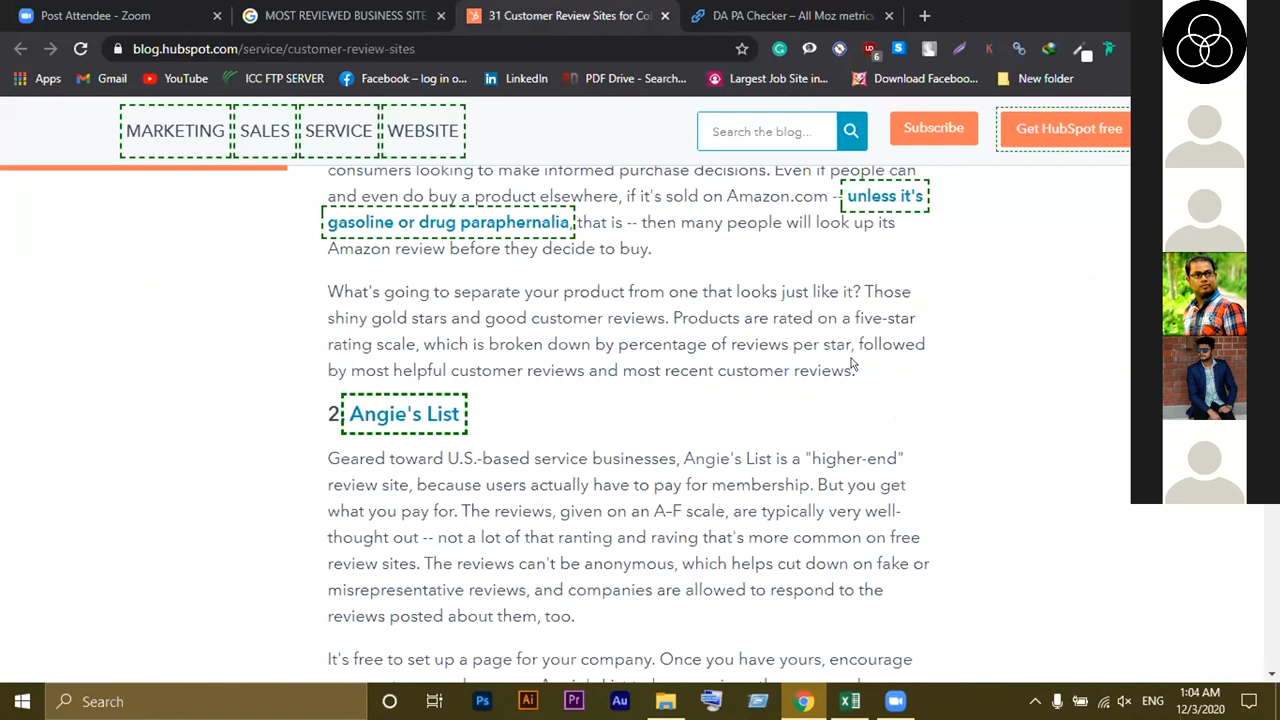 Post Attendee - Zoom
MOST REVIEWED BUSINESS SITE
31 Customer Review Sites for Col
DA PA Checker – All Moz metrics
blog.hubspot.com/service/customer-review-sites
6
Apps
Gmail
YouTube
ICC FTP SERVER
Facebook – log in o...
LinkedIn
PDF Drive - Search...
Largest Job Site in...
Download Faceboo...
New folder
MARKETING SALES SERVICE WEBSITE
Search the blog...
Subscribe
Get HubSpot free
consumers looking to make informed purchase decisions. Even if people can
and even do buy a product elsewhere, if it's sold on Amazon.com -- unless it's
gasoline or drug paraphernalia, that is -- then many people will look up its
Amazon review before they decide to buy.
What's going to separate your product from one that looks just like it? Those
shiny gold stars and good customer reviews. Products are rated on a five-star
rating scale, which is broken down by percentage of reviews per star, followed
by most helpful customer reviews and most recent customer reviews.
2. Angie's List
Geared toward U.S.-based service businesses, Angie's List is a "higher-end"
review site, because users actually have to pay for membership. But you get
what you pay for. The reviews, given on an A–F scale, are typically very well-
thought out -- not a lot of that ranting and raving that's more common on free
review sites. The reviews can't be anonymous, which helps cut down on fake or
misrepresentative reviews, and companies are allowed to respond to the
reviews posted about them, too.
It's free to set up a page for your company. Once you have yours, encourage
Search
Ps
Ai
Pr
Au
ENG
1:04 AM
12/3/2020